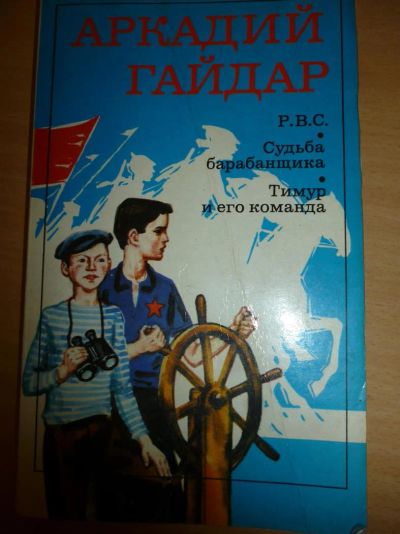 АРКАДИЙ
ГАЙДАР
Р.В.С.
•
Судьба
барабанщика
•
Тимур
и его команда